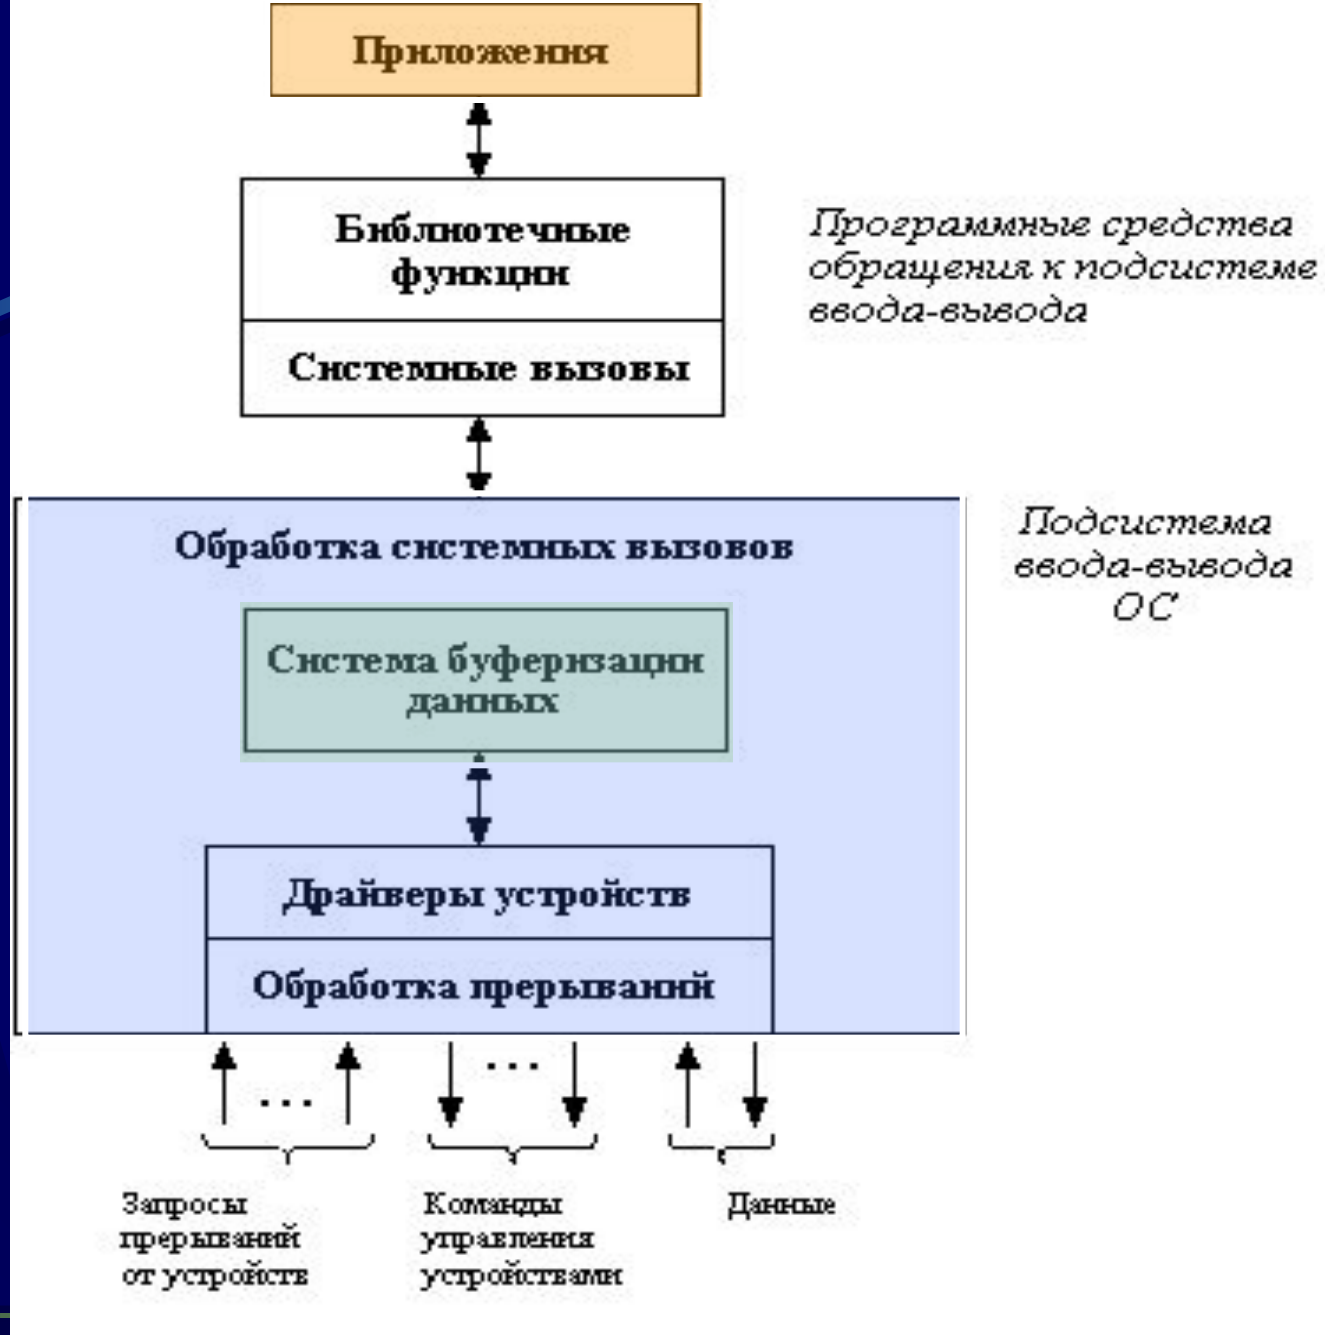 Приложения
Библиотечные
функции
Системные вызовы
Программные средства
обращения к подсистеме
ввода-вывода
Обработка системных вызовов
Подсистема
ввода-вывода
ОС
Система буферизации
данных
Драйверы устройств
Обработка прерываний
...
...
Запросы
прерываний
от устройств
Команды
управления
устройствами
Данные